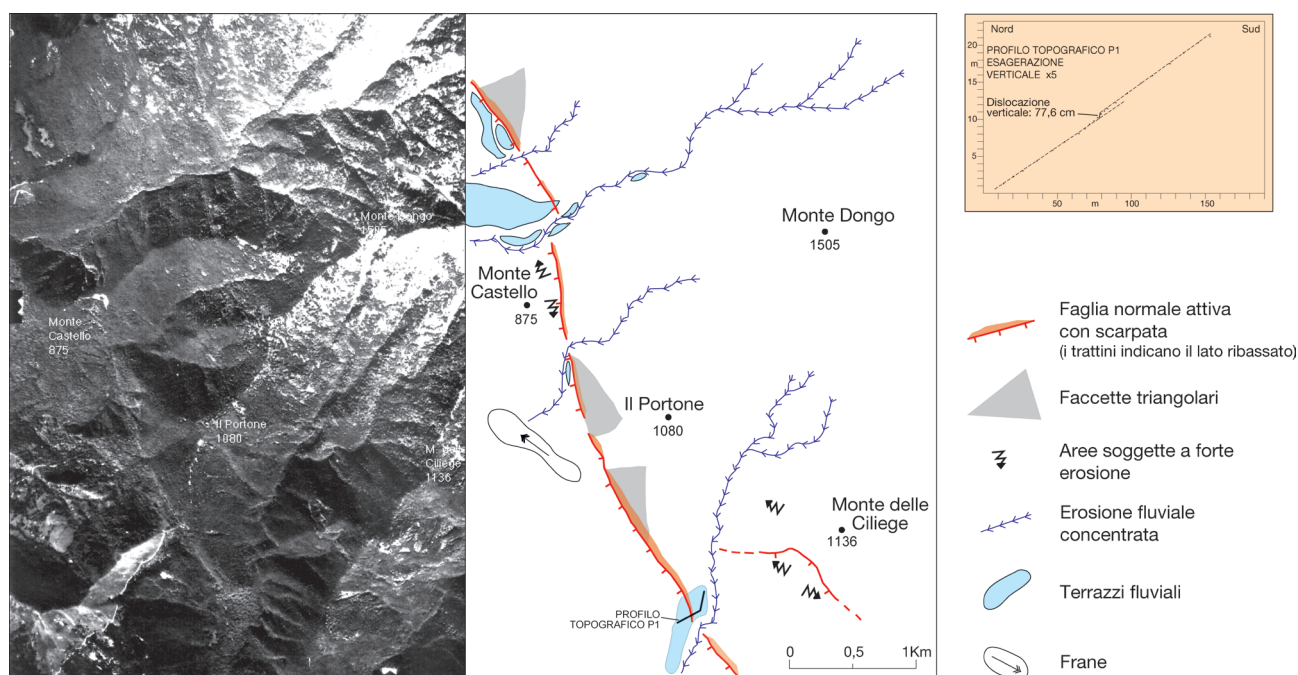 Monte Dongo
1505
Monte
Castello
875
Il Portone
1080
Ciliege
1136
Monte Dongo
1505
Monte
Castello
875
Il Portone
1080
Monte delle
Ciliege
1136
PROFILO
TOPOGRAFICO P1
0 0,5 1Km
Nord Sud
PROFILO TOPOGRAFICO P1
ESAGERAZIONE
VERTICALE x5
Dislocazione
verticale: 77,6 cm
20
m
15
10
5
50 m 100 150
Faglia normale attiva
con scarpata
(i trattini indicano il lato ribassato)
Faccette triangolari
Aree soggette a forte
erosione
Erosione fluviale
concentrata
Terrazzi fluviali
Frane